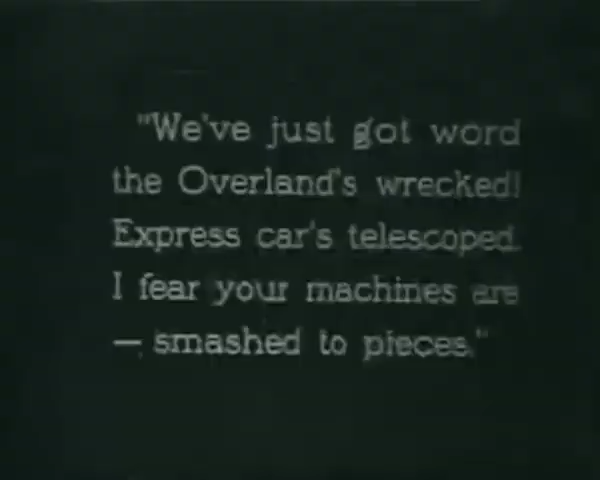 "We've just got word
the Overland's wrecked!
Express car's telescoped.
I fear your machines are
— smashed to pieces."